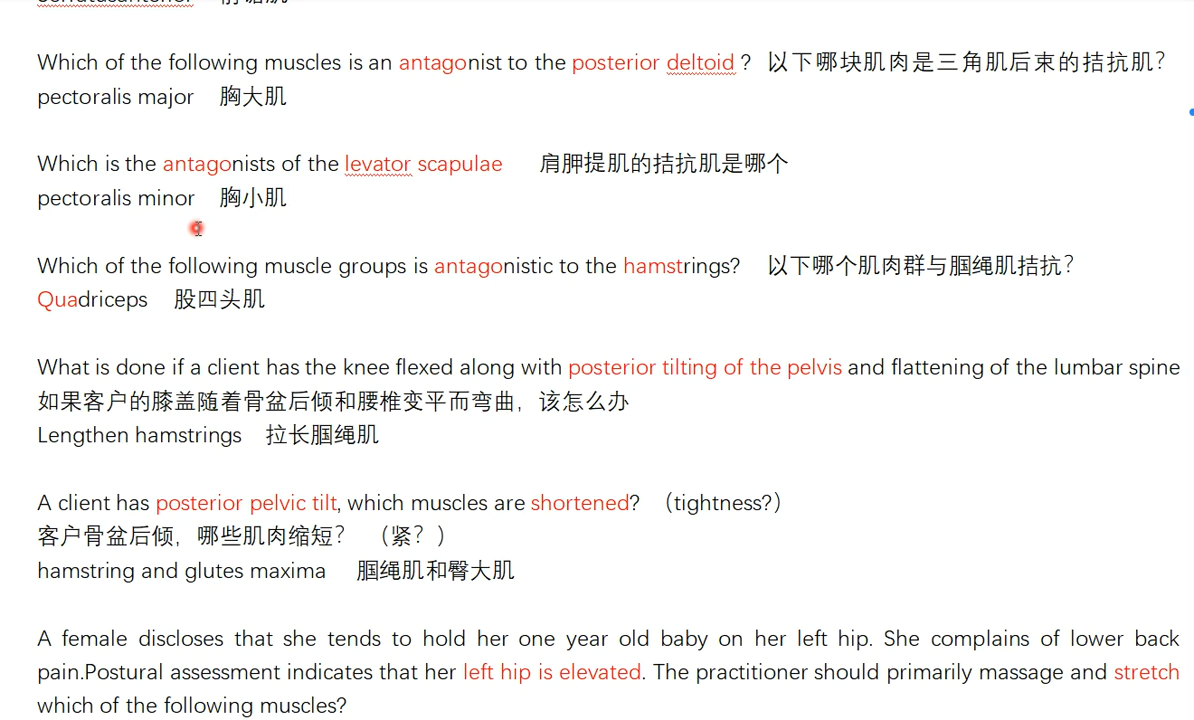 Which of the following muscles is an antagonist to the posterior deltoid？ 以下哪块肌肉是三角肌后束的拮抗肌？
pectoralis major 胸大肌
Which is the antagonists of the levator scapulae 肩胛提肌的拮抗肌是哪个
pectoralis minor 胸小肌
Which of the following muscle groups is antagonistic to the hamstrings? 以下哪个肌肉群与腘绳肌拮抗？
Quadriceps 股四头肌
What is done if a client has the knee flexed along with posterior tilting of the pelvis and flattening of the lumbar spine
如果客户的膝盖随着骨盆后倾和腰椎变平而弯曲，该怎么办
Lengthen hamstrings 拉长腘绳肌
A client has posterior pelvic tilt, which muscles are shortened? （tightness?）
客户骨盆后倾，哪些肌肉缩短？ （紧？）
hamstring and glutes maxima 腘绳肌和臀大肌
A female discloses that she tends to hold her one year old baby on her left hip. She complains of lower back
pain.Postural assessment indicates that her left hip is elevated. The practitioner should primarily massage and stretch
which of the following muscles?